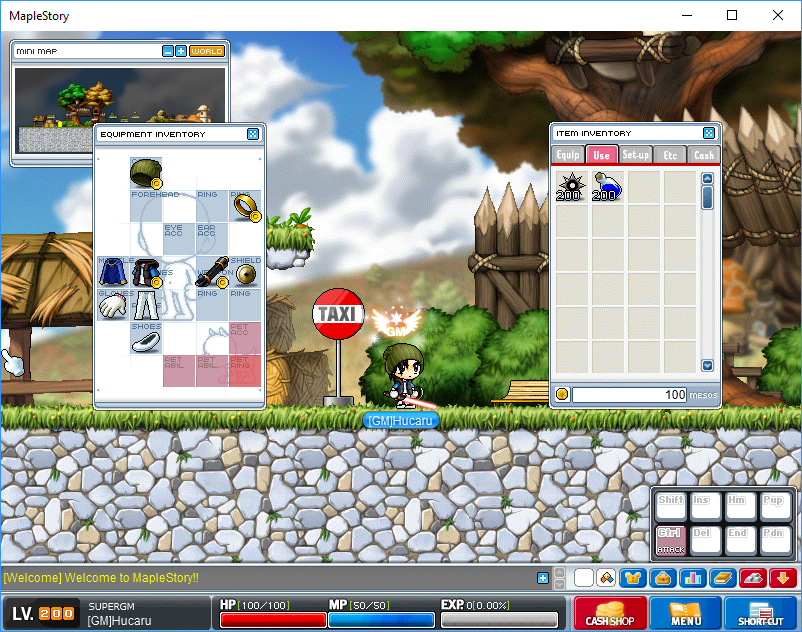 MapleStory
MINI MAP
WORLD
EQUIPMENT INVENTORY
FOREHEAD
RING
EYE ACC
EAR ACC
SHIELD
GLOVES
RING
RING
SHOES
PET ACC
PET ABIL
PET ABIL
PET RING
ITEM INVENTORY
Equip
Use
Set-up
Etc
Cash
200
200
100
MESOS
TAXI
GM
[GM]Hucaru
Shift
Ins
Hm
Pup
Ctrl
ATTACK
Del
End
Pdn
[Welcome] Welcome to MapleStory!!
LV. 200
SUPERGM
[GM]Hucaru
HP[100/100]
MP[50/50]
EXP.0[0.00%]
CASH SHOP
MENU
SHORT CUT